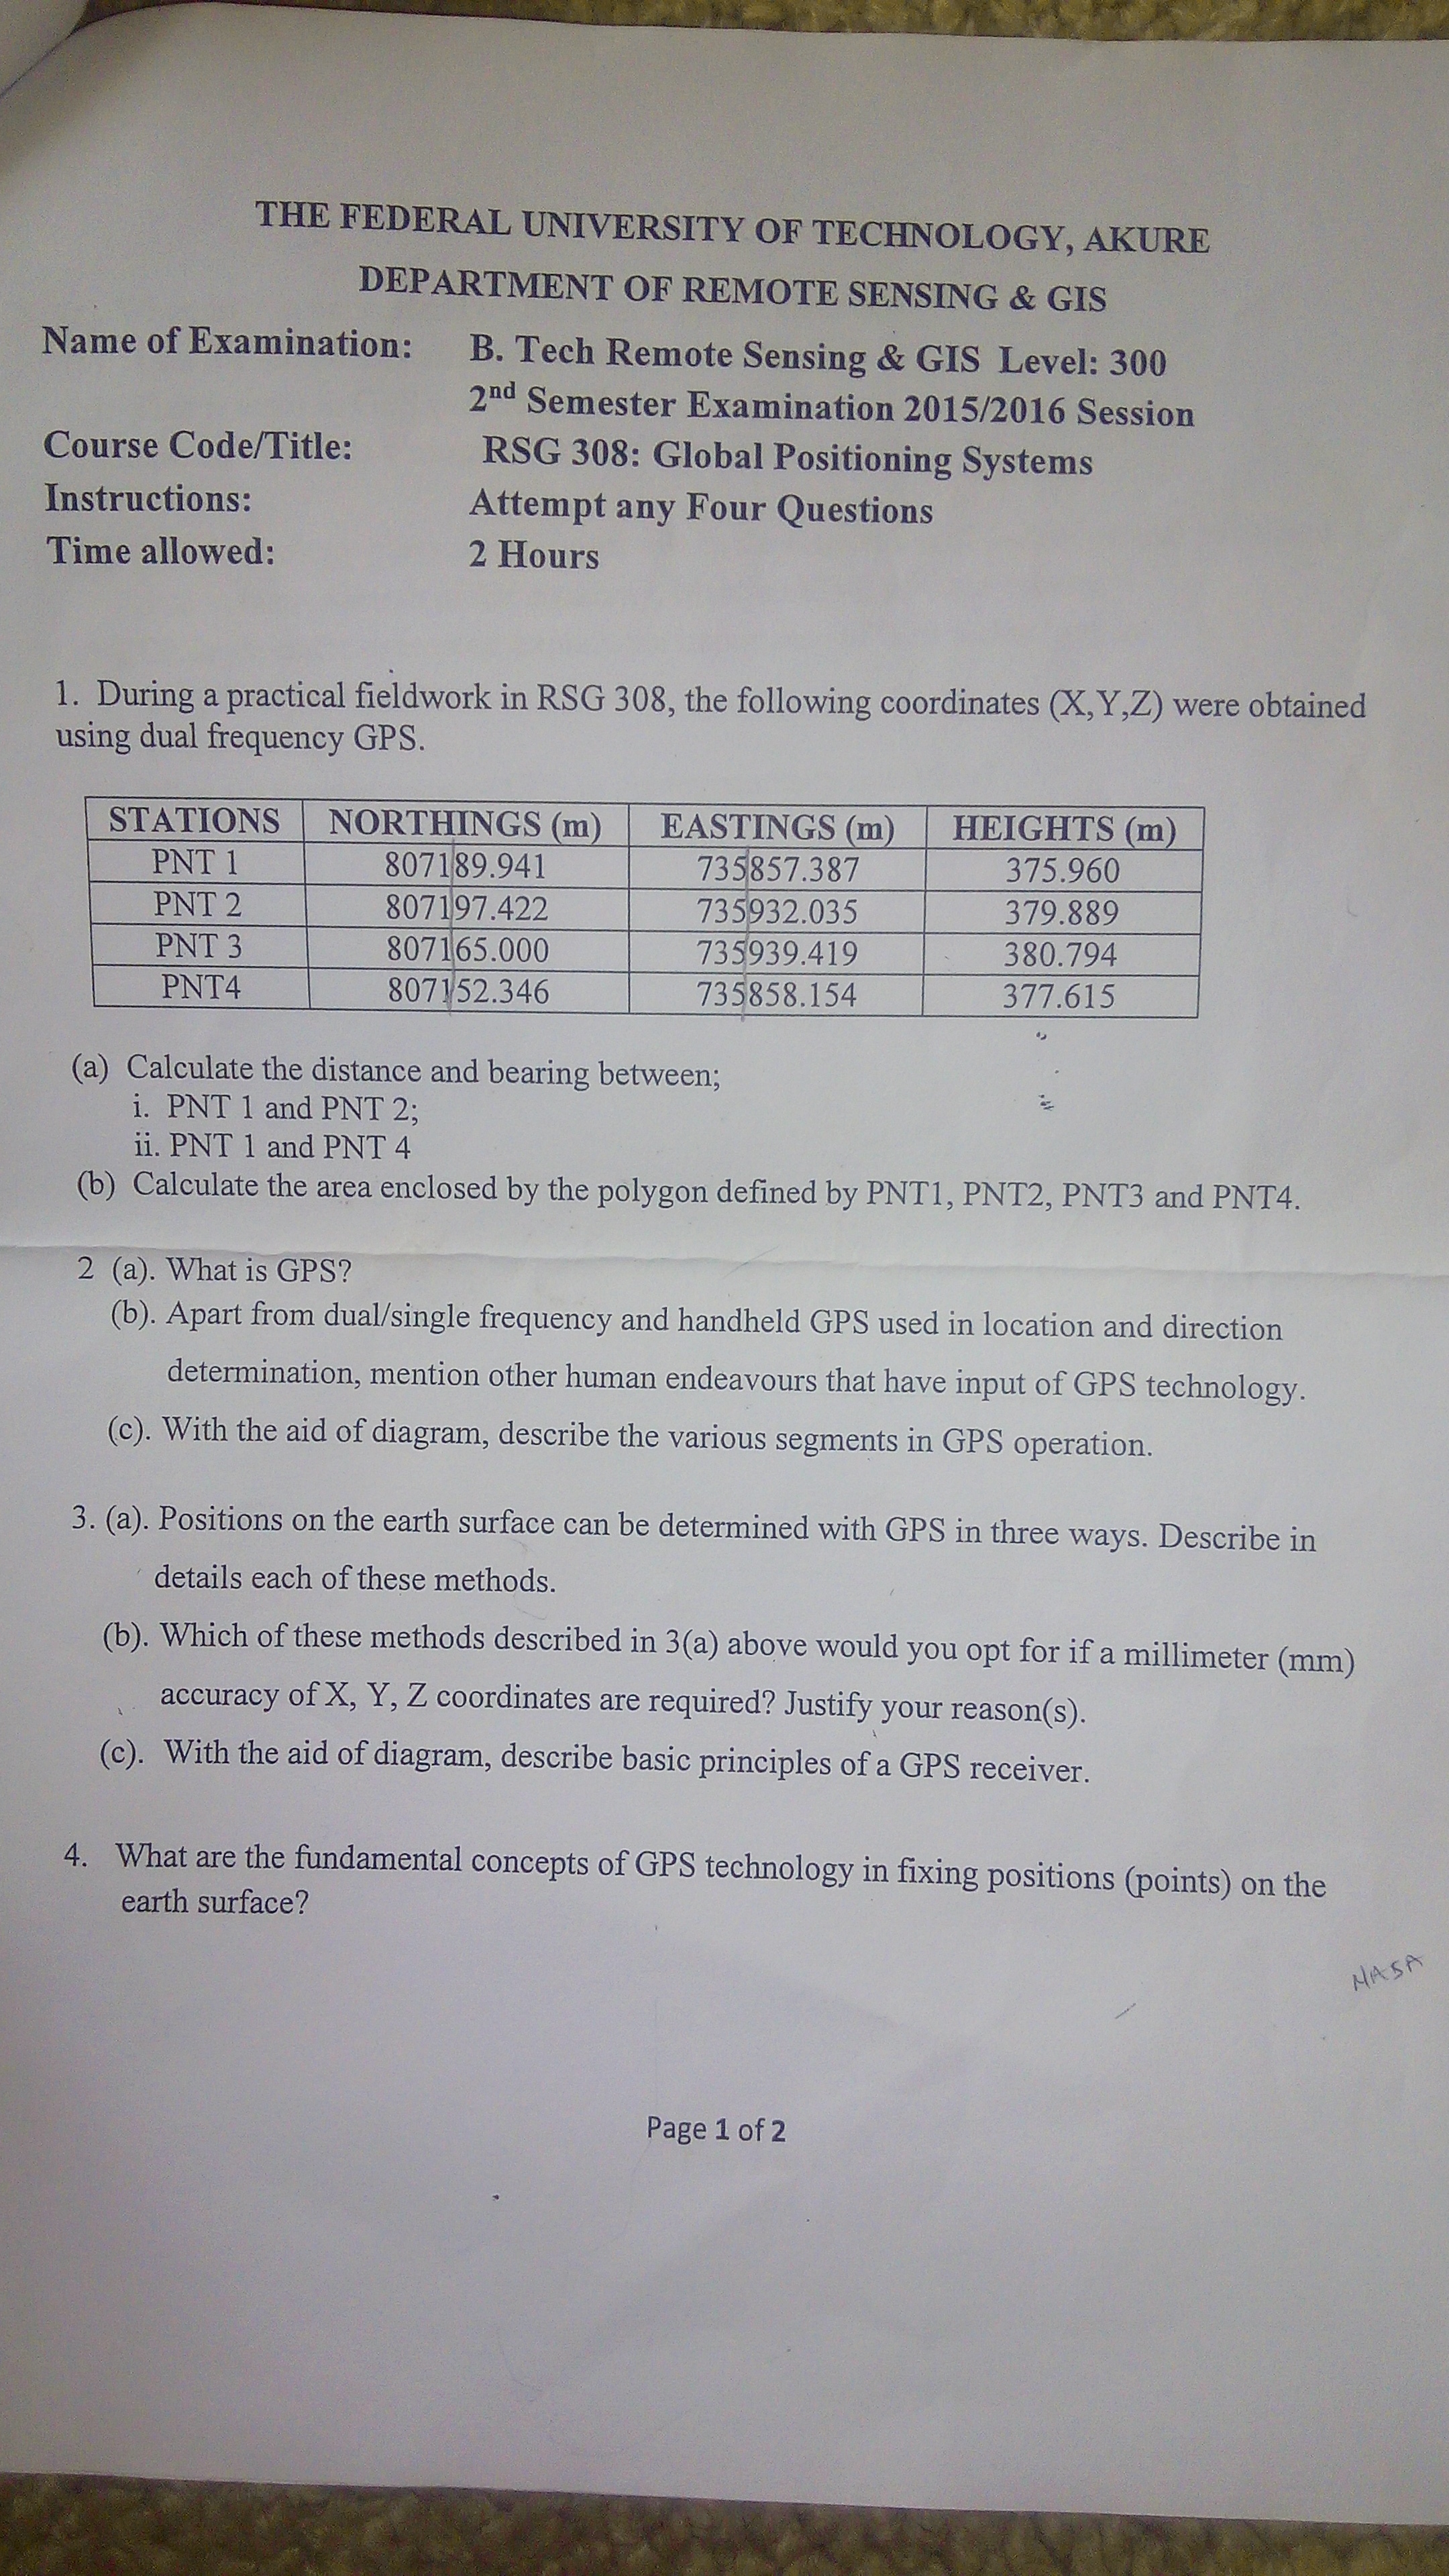 THE FEDERAL UNIVERSITY OF TECHNOLOGY, AKURE
DEPARTMENT OF REMOTE SENSING & GIS
Name of Examination: B. Tech Remote Sensing & GIS Level: 300
2nd Semester Examination 2015/2016 Session
Course Code/Title: RSG 308: Global Positioning Systems
Instructions: Attempt any Four Questions
Time allowed: 2 Hours
1. During a practical fieldwork in RSG 308, the following coordinates (X,Y,Z) were obtained
using dual frequency GPS.
STATIONS NORTHINGS (m) EASTINGS (m) HEIGHTS (m)
PNT 1 807189.941 735857.387 375.960
PNT 2 807197.422 735932.035 379.889
PNT 3 807165.000 735939.419 380.794
PNT4 807152.346 735858.154 377.615
(a) Calculate the distance and bearing between;
i. PNT 1 and PNT 2;
ii. PNT 1 and PNT 4
(b) Calculate the area enclosed by the polygon defined by PNT1, PNT2, PNT3 and PNT4.
2 (a). What is GPS?
(b). Apart from dual/single frequency and handheld GPS used in location and direction
determination, mention other human endeavours that have input of GPS technology.
(c). With the aid of diagram, describe the various segments in GPS operation.
3. (a). Positions on the earth surface can be determined with GPS in three ways. Describe in
details each of these methods.
(b). Which of these methods described in 3(a) above would you opt for if a millimeter (mm)
accuracy of X, Y, Z coordinates are required? Justify your reason(s).
(c). With the aid of diagram, describe basic principles of a GPS receiver.
4. What are the fundamental concepts of GPS technology in fixing positions (points) on the
earth surface?
NASA
Page 1 of 2